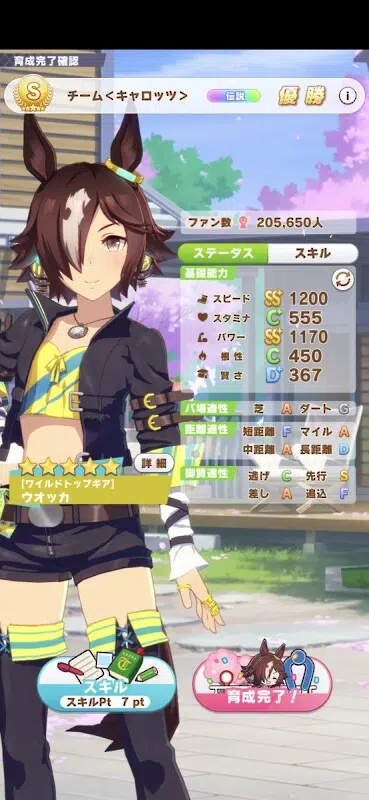 育成完了確認
S
チーム<キャロッツ>
伝説
優勝
i
ファン数 205,650人
ステータス
スキル
基礎能力
スピード SS 1200
スタミナ C 555
パワー SS 1170
根性 C 450
賢さ D+ 367
バ場適性 芝 A ダート G
距離適性 短距離 F マイル A
中距離 A 長距離 D
脚質適性 逃げ C 先行 S
差し A 追込 F
詳細
[ワイルドトップギア]
ウオッカ
スキル
スキルPt 7 pt
育成完了!